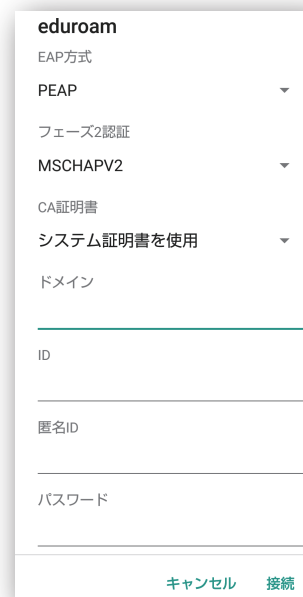 eduroam
EAP方式
PEAP
フェーズ2認証
MSCHAPV2
CA証明書
システム証明書を使用
ドメイン
ID
匿名ID
パスワード
キャンセル 接続